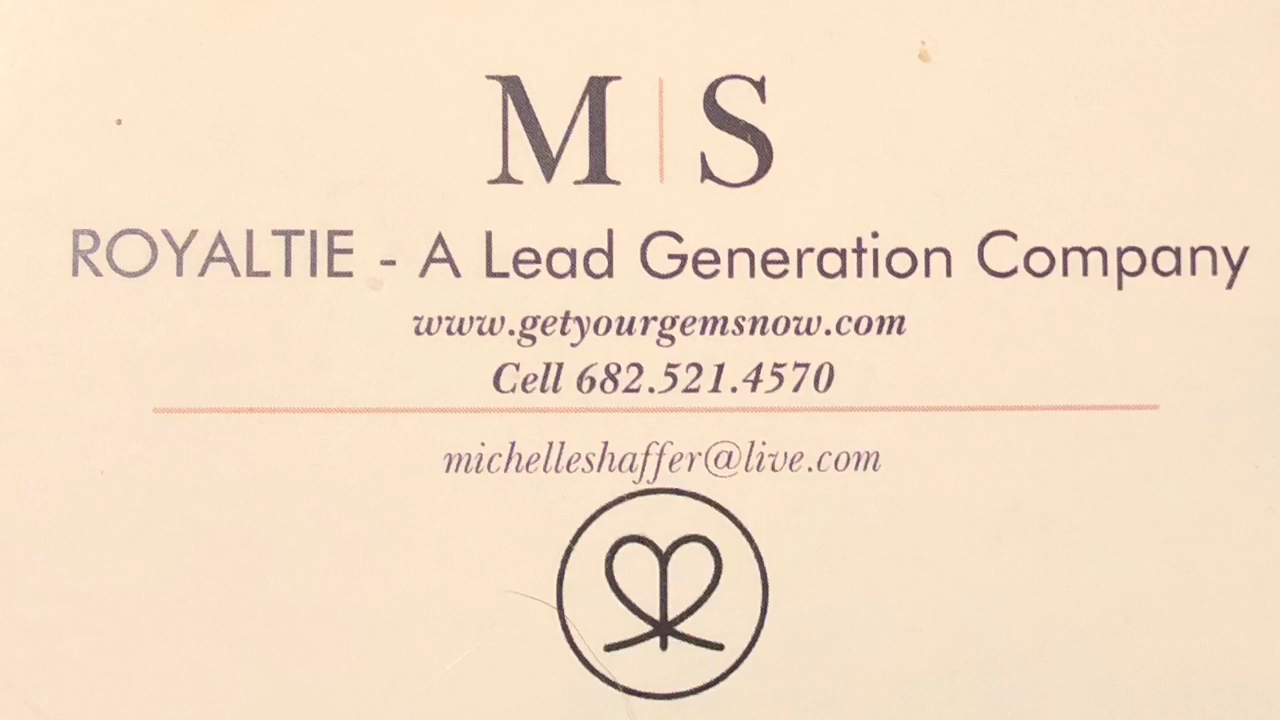 M | S
ROYALTIE - A Lead Generation Company
www.getyourgemsnow.com
Cell 682.521.4570
michelleshaffer@live.com